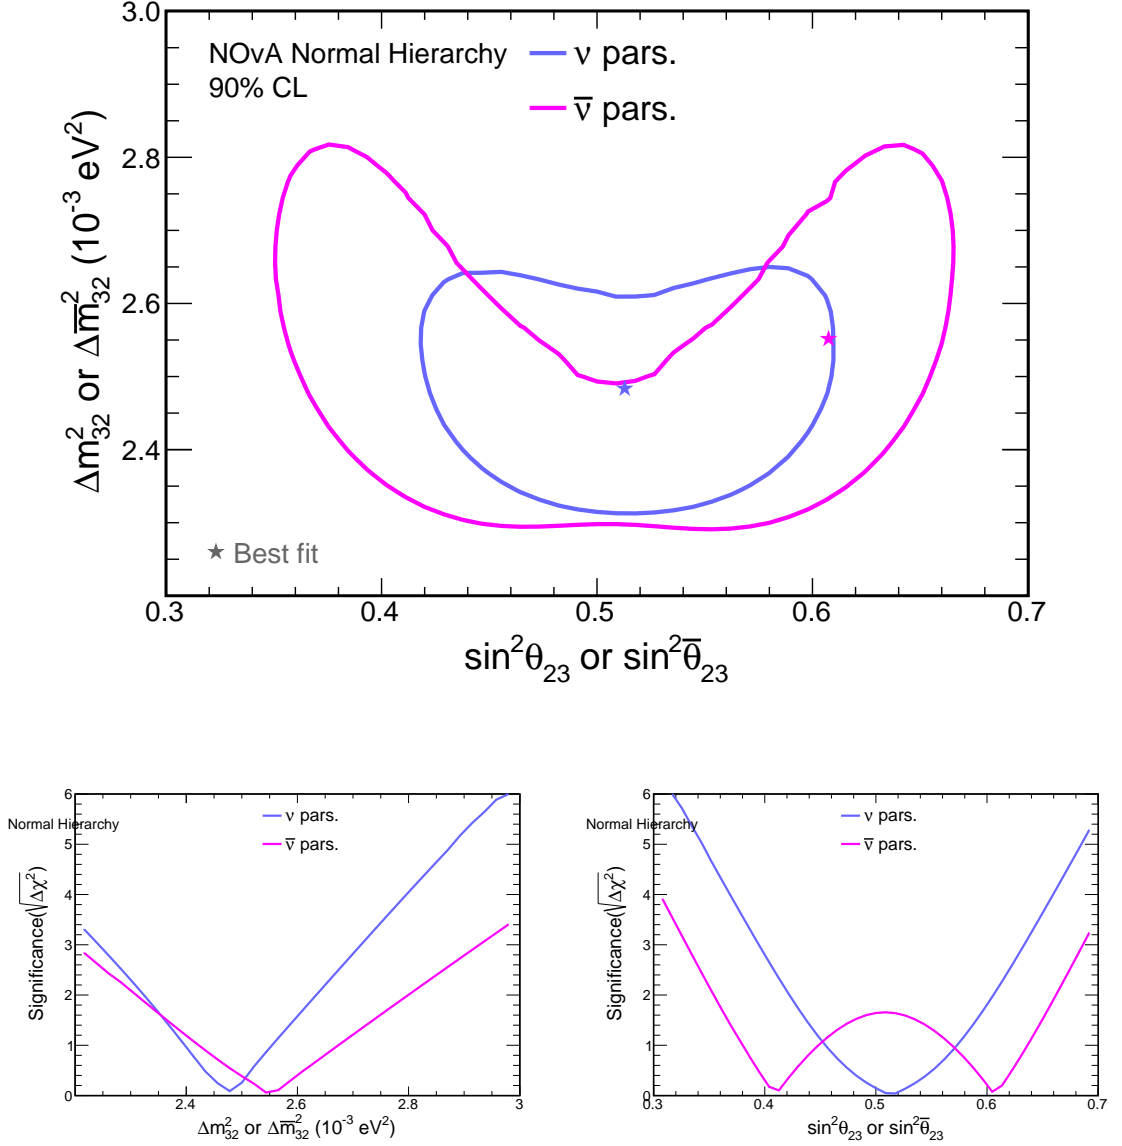 3.0
NOvA Normal Hierarchy
90% CL
ν pars.
ν̅ pars.
2.8
2.6
2.4
Δm²₃₂ or Δm̅²₃₂ (10⁻³ eV²)
★ Best fit
0.3 0.4 0.5 0.6 0.7
sin²θ₂₃ or sin²θ̅₂₃
6
5
4
3
2
1
0
Normal Hierarchy
ν pars.
ν̅ pars.
Significance(√Δχ²)
2.4 2.6 2.8 3
Δm²₃₂ or Δm̅²₃₂ (10⁻³ eV²)
6
5
4
3
2
1
0
Normal Hierarchy
ν pars.
ν̅ pars.
Significance(√Δχ²)
0.3 0.4 0.5 0.6 0.7
sin²θ₂₃ or sin²θ̅₂₃